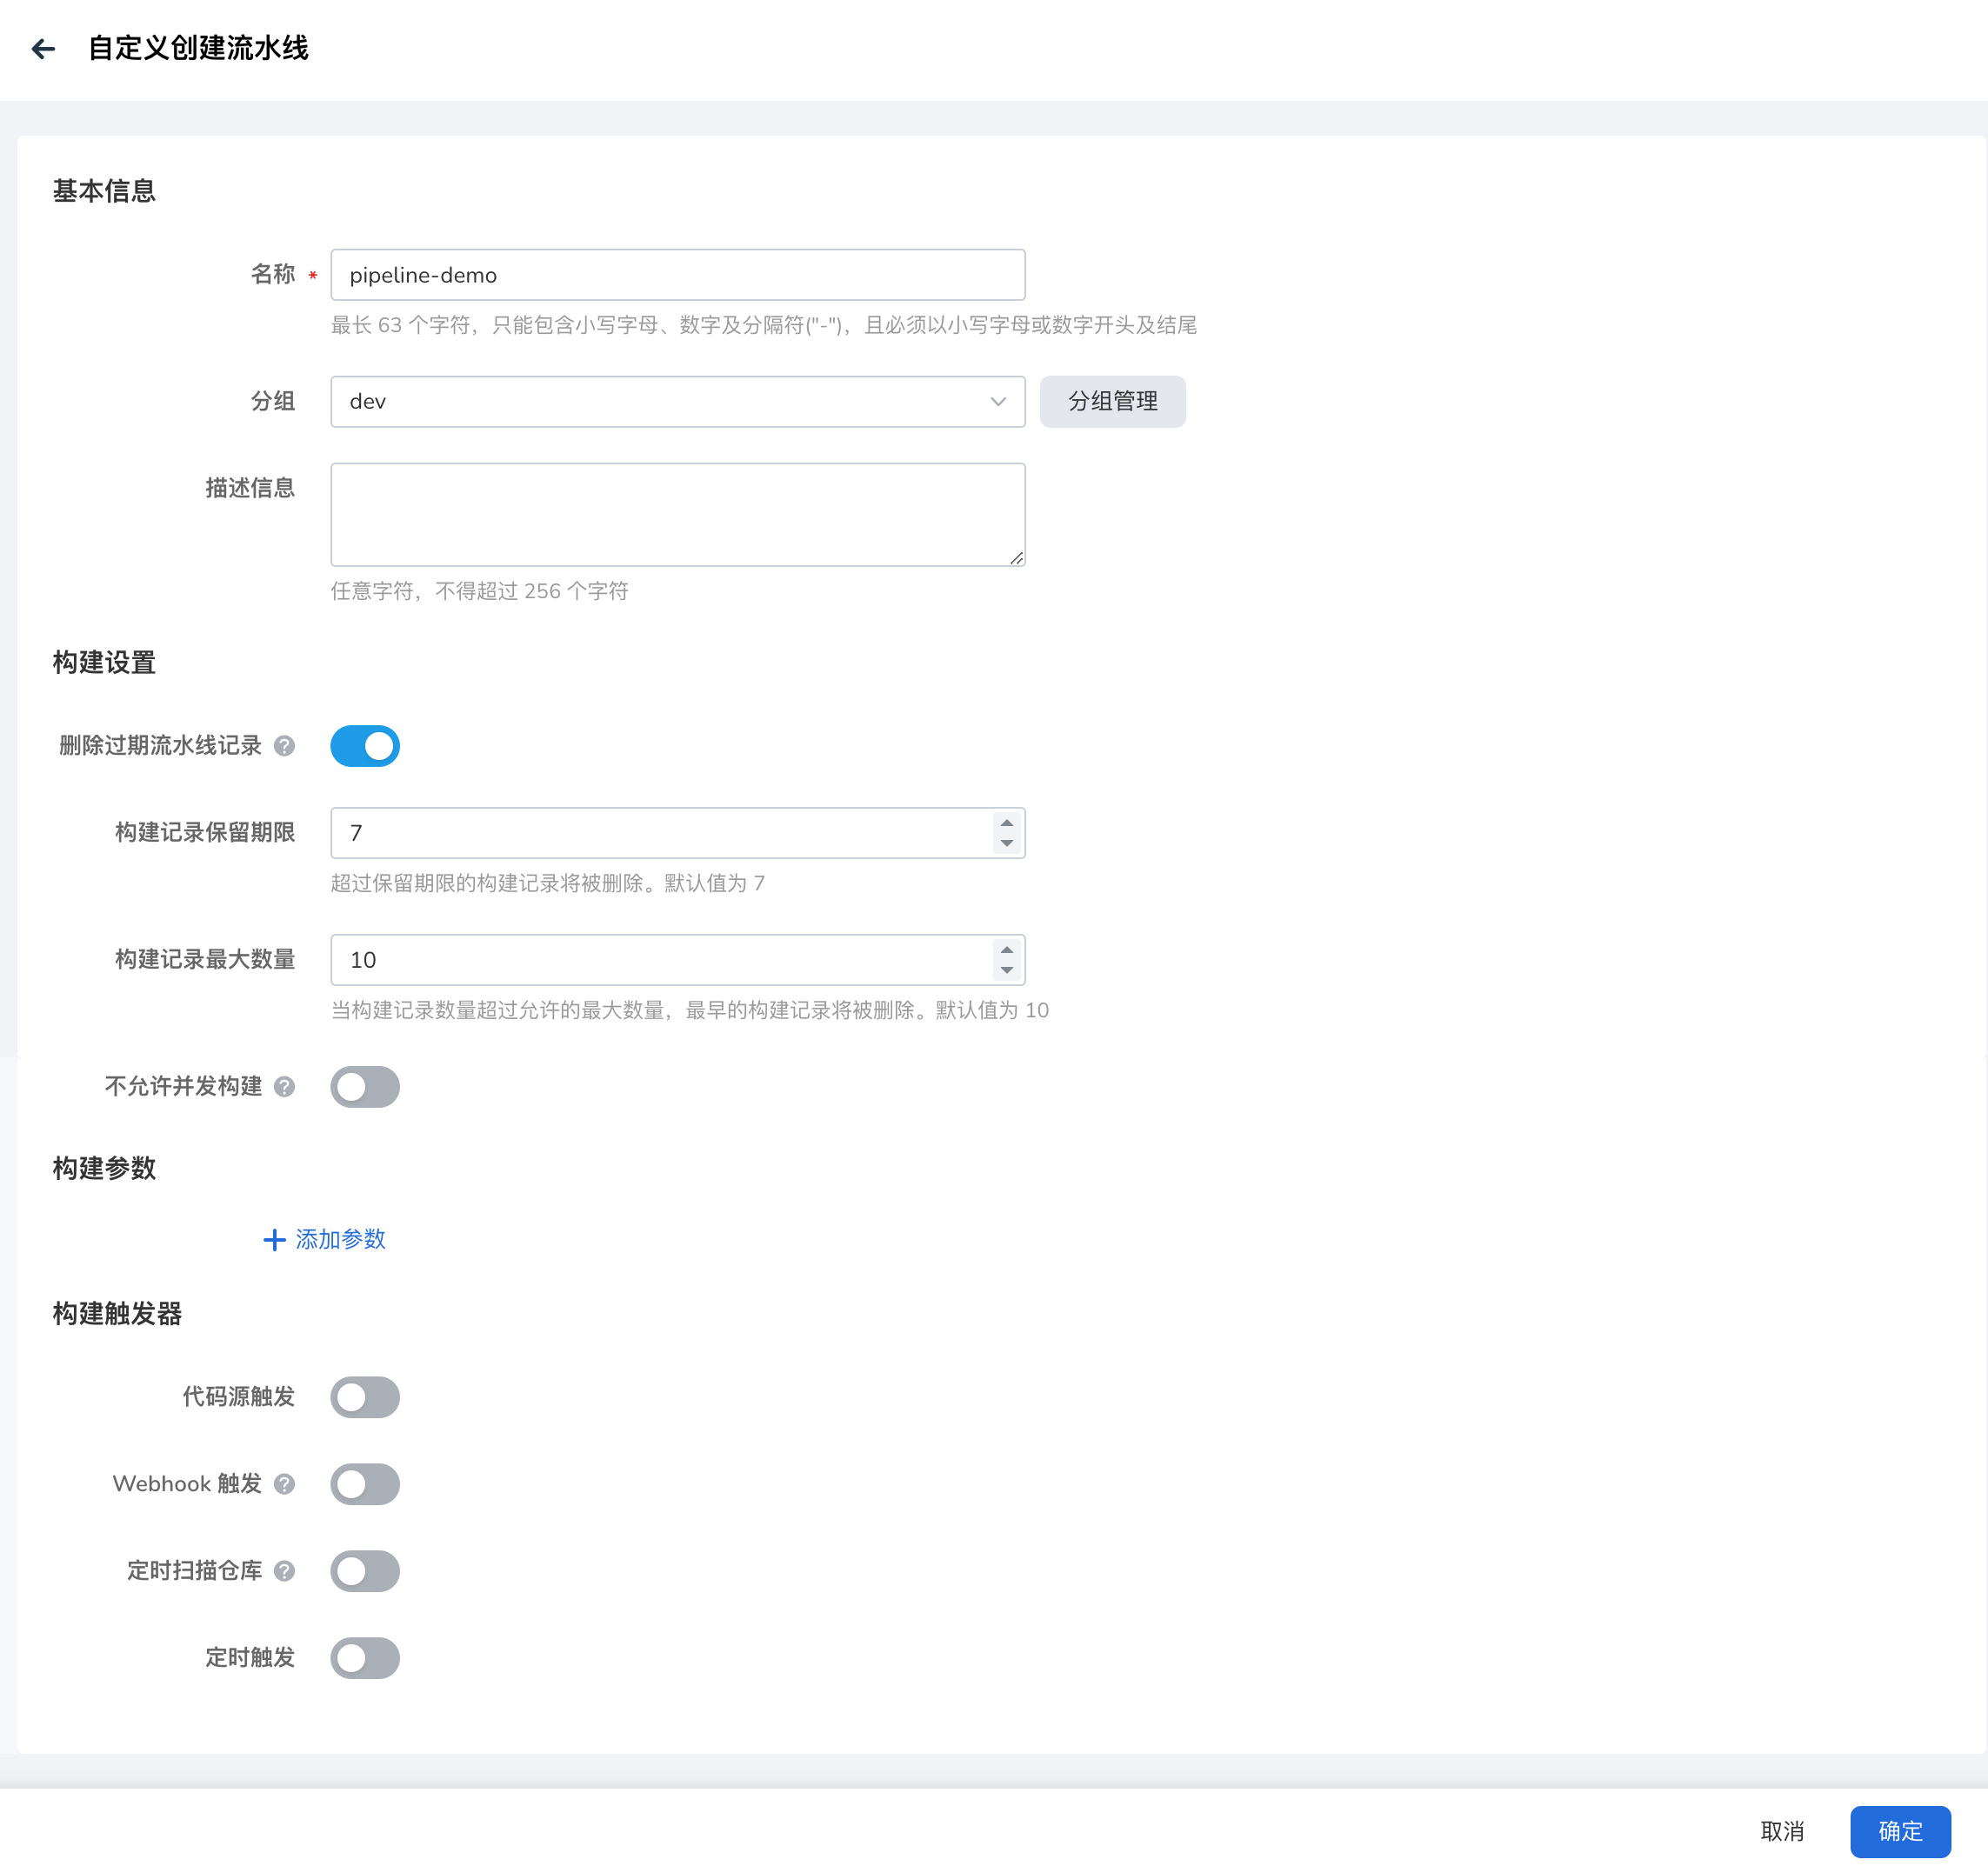 自定义创建流水线
基本信息
名称 *
pipeline-demo
最长 63 个字符，只能包含小写字母、数字及分隔符("-")，且必须以小写字母或数字开头及结尾
分组
dev
分组管理
描述信息
任意字符，不得超过 256 个字符
构建设置
删除过期流水线记录 ?
构建记录保留期限
7
超过保留期限的构建记录将被删除。默认值为 7
构建记录最大数量
10
当构建记录数量超过允许的最大数量，最早的构建记录将被删除。默认值为 10
不允许并发构建 ?
构建参数
添加参数
构建触发器
代码源触发
Webhook 触发 ?
定时扫描仓库 ?
定时触发
取消
确定